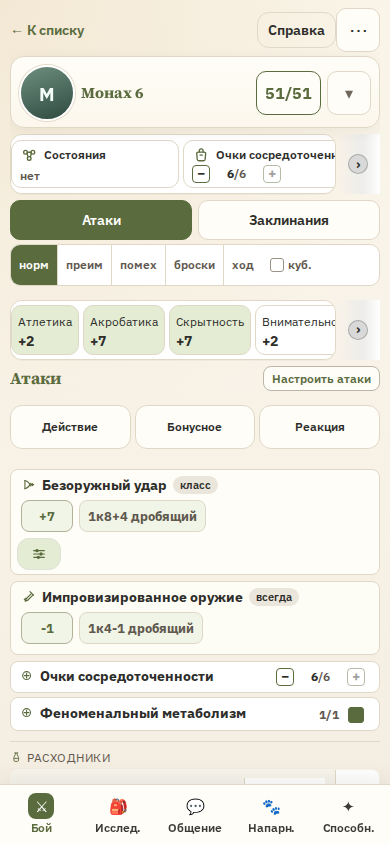 ← К списку
Справка
...
М
Монах 6
51/51
▼
Состояния
нет
Очки сосредоточенн
− 6/6 +
Атаки
Заклинания
норм преим помех броски ход куб.
Атлетика
+2
Акробатика
+7
Скрытность
+7
Внимательно
+2
Атаки
Настроить атаки
Действие
Бонусное
Реакция
Безоружный удар класс
+7 1к8+4 дробящий
Импровизированное оружие всегда
-1 1к4-1 дробящий
Очки сосредоточенности − 6/6 +
Феноменальный метаболизм 1/1
РАСХОДНИКИ
Бой Исслед. Общение Напарн. Способн.